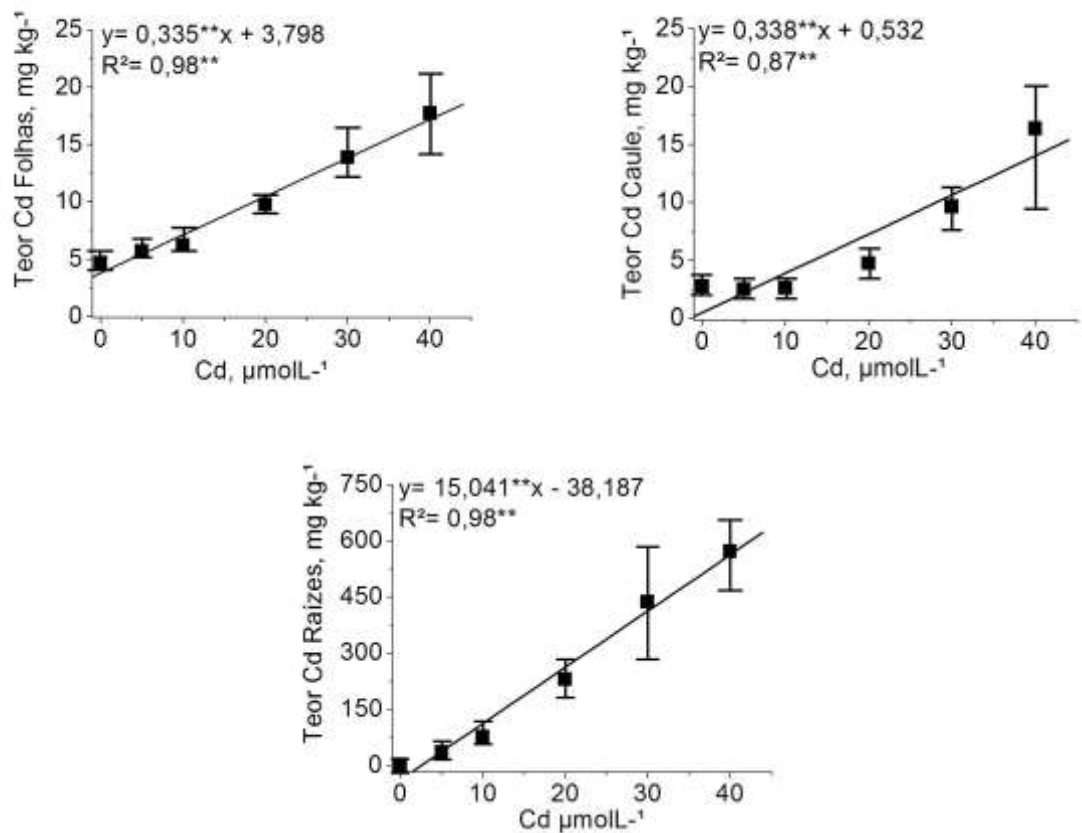 y= 0,335**x + 3,798
R²= 0,98**
Teor Cd Folhas, mg kg-¹
25
20
15
10
5
0
0 10 20 30 40
Cd, µmolL-¹
y= 0,338**x + 0,532
R²= 0,87**
Teor Cd Caule, mg kg-¹
25
20
15
10
5
0
0 10 20 30 40
Cd, µmolL-¹
y= 15,041**x - 38,187
R²= 0,98**
Teor Cd Raizes, mg kg-¹
750
600
450
300
150
0
0 10 20 30 40
Cd µmolL-¹